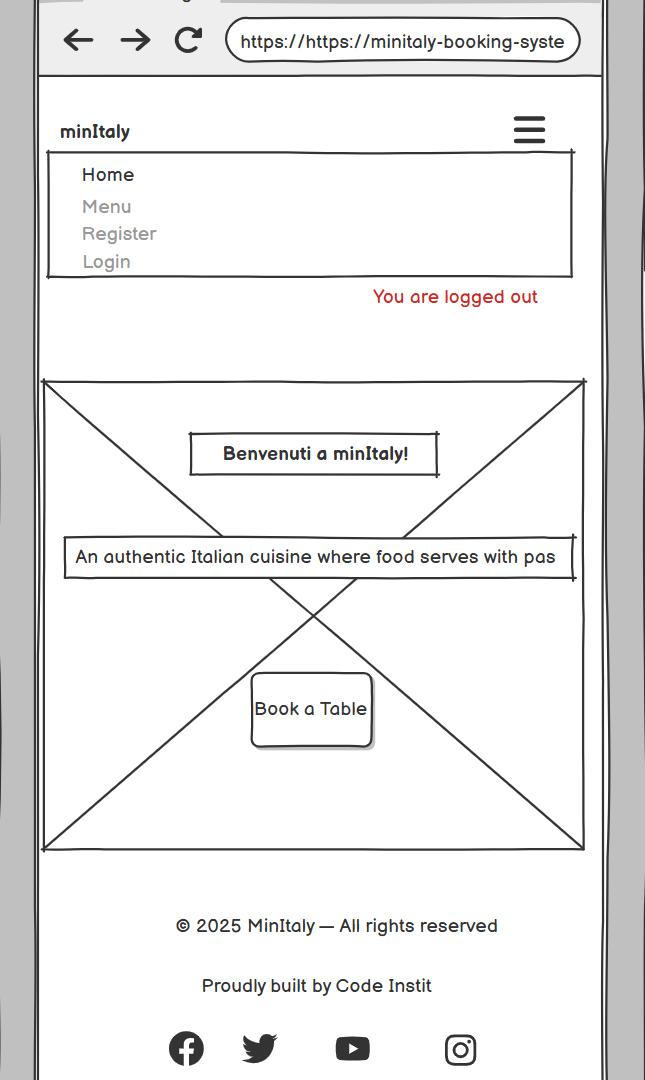 https://https://minitaly-booking-syste
minItaly
Home
Menu
Register
Login
You are logged out
Benvenuti a minItaly!
An authentic Italian cuisine where food serves with pas
Book a Table
© 2025 MinItaly — All rights reserved
Proudly built by Code Instit